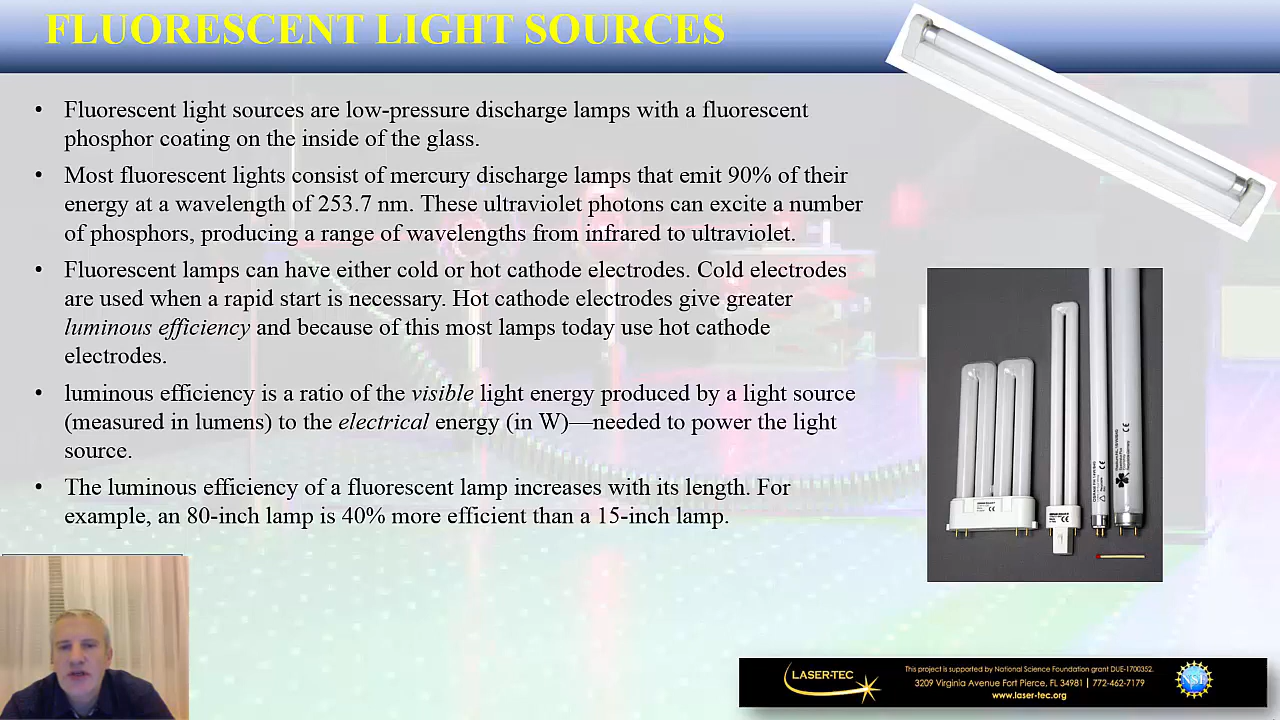 FLUORESCENT LIGHT SOURCES
• Fluorescent light sources are low-pressure discharge lamps with a fluorescent
phosphor coating on the inside of the glass.
• Most fluorescent lights consist of mercury discharge lamps that emit 90% of their
energy at a wavelength of 253.7 nm. These ultraviolet photons can excite a number
of phosphors, producing a range of wavelengths from infrared to ultraviolet.
• Fluorescent lamps can have either cold or hot cathode electrodes. Cold electrodes
are used when a rapid start is necessary. Hot cathode electrodes give greater
luminous efficiency and because of this most lamps today use hot cathode
electrodes.
• luminous efficiency is a ratio of the visible light energy produced by a light source
(measured in lumens) to the electrical energy (in W)—needed to power the light
source.
• The luminous efficiency of a fluorescent lamp increases with its length. For
example, an 80-inch lamp is 40% more efficient than a 15-inch lamp.
LASER-TEC
This project is supported by National Science Foundation grant DUE-1700352.
3209 Virginia Avenue Fort Pierce, FL 34981 | 772-462-7179
www.laser-tec.org
NSF